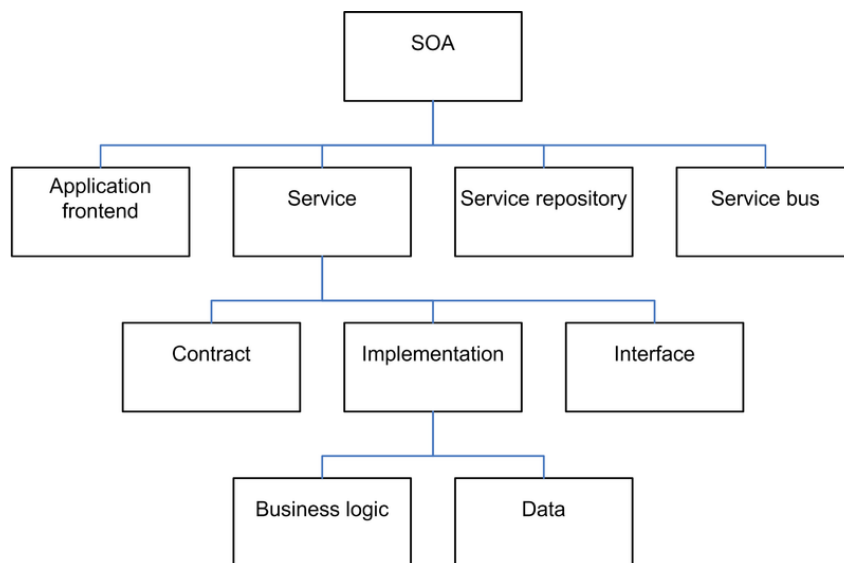 SOA
Application
frontend
Service
Service repository
Service bus
Contract
Implementation
Interface
Business logic
Data